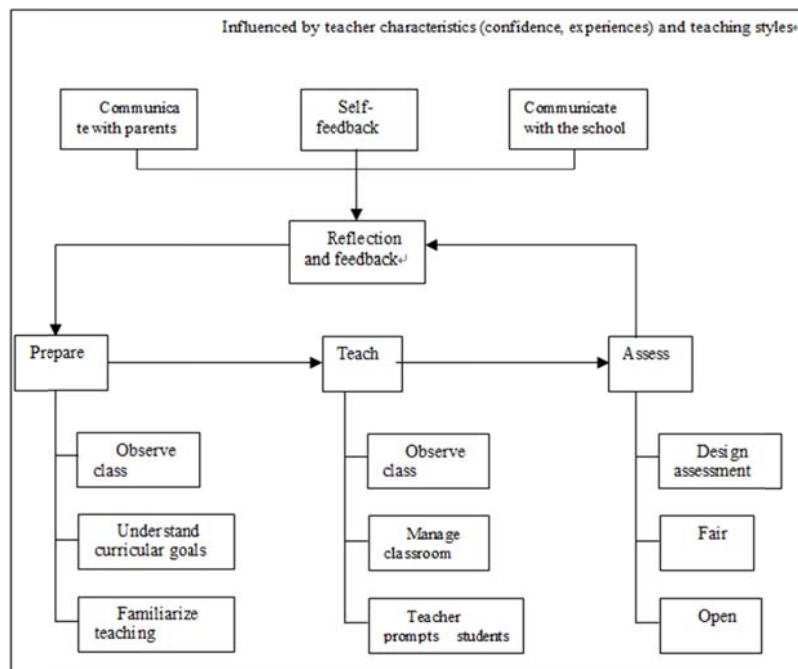 Influenced by teacher characteristics (confidence, experiences) and teaching styles
Communica
te with parents
Self-
feedback
Communicate
with the school
Reflection
and feedback
Prepare
Teach
Assess
Observe
class
Observe
class
Design
assessment
Understand
curricular goals
Manage
classroom
Fair
Familiarize
teaching
Teacher
prompts students
Open